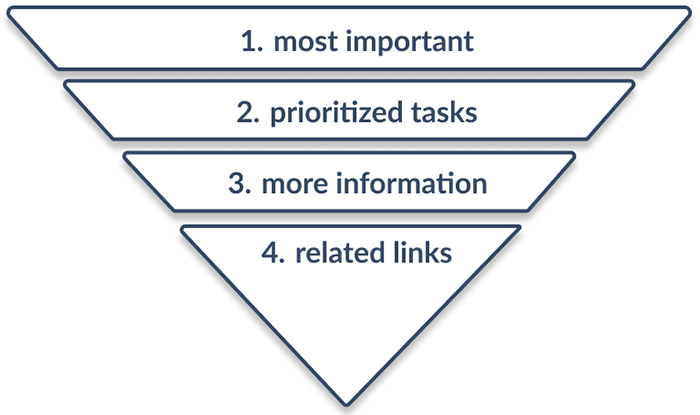 1. most important
2. prioritized tasks
3. more information
4. related links